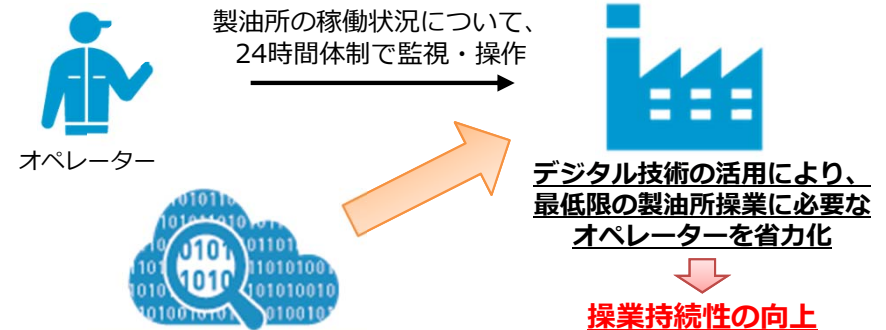 製油所の稼働状況について、
24時間体制で監視・操作
オペレーター
デジタル技術の活用により、
最低限の製油所操業に必要な
オペレーターを省力化
操業持続性の向上
0101
1010